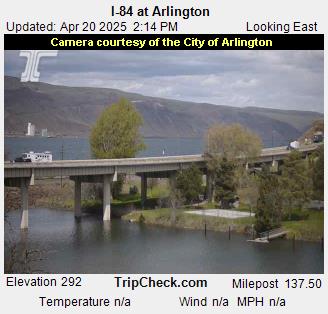 I-84 at Arlington
Updated: Apr 20 2025 2:14 PM Looking East
Camera courtesy of the City of Arlington
Elevation 292 TripCheck.com Milepost 137.50
Temperature n/a Wind n/a MPH n/a